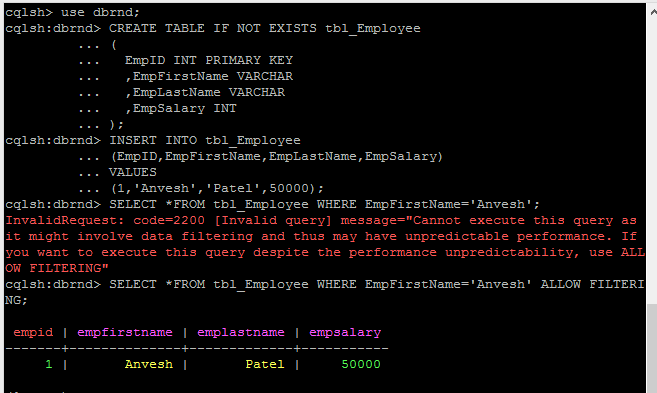 cqlsh> use dbrnd;
cqlsh:dbrnd> CREATE TABLE IF NOT EXISTS tbl_Employee
... (
... EmpID INT PRIMARY KEY
... ,EmpFirstName VARCHAR
... ,EmpLastName VARCHAR
... ,EmpSalary INT
... );
cqlsh:dbrnd> INSERT INTO tbl_Employee
... (EmpID,EmpFirstName,EmpLastName,EmpSalary)
... VALUES
... (1,'Anvesh','Patel',50000);
cqlsh:dbrnd> SELECT *FROM tbl_Employee WHERE EmpFirstName='Anvesh';
InvalidRequest: code=2200 [Invalid query] message="Cannot execute this query as
it might involve data filtering and thus may have unpredictable performance. If
you want to execute this query despite the performance unpredictability, use ALL
OW FILTERING"
cqlsh:dbrnd> SELECT *FROM tbl_Employee WHERE EmpFirstName='Anvesh' ALLOW FILTERI
NG;
empid | empfirstname | emplastname | empsalary
-------+--------------+-------------+-----------
1 | Anvesh | Patel | 50000